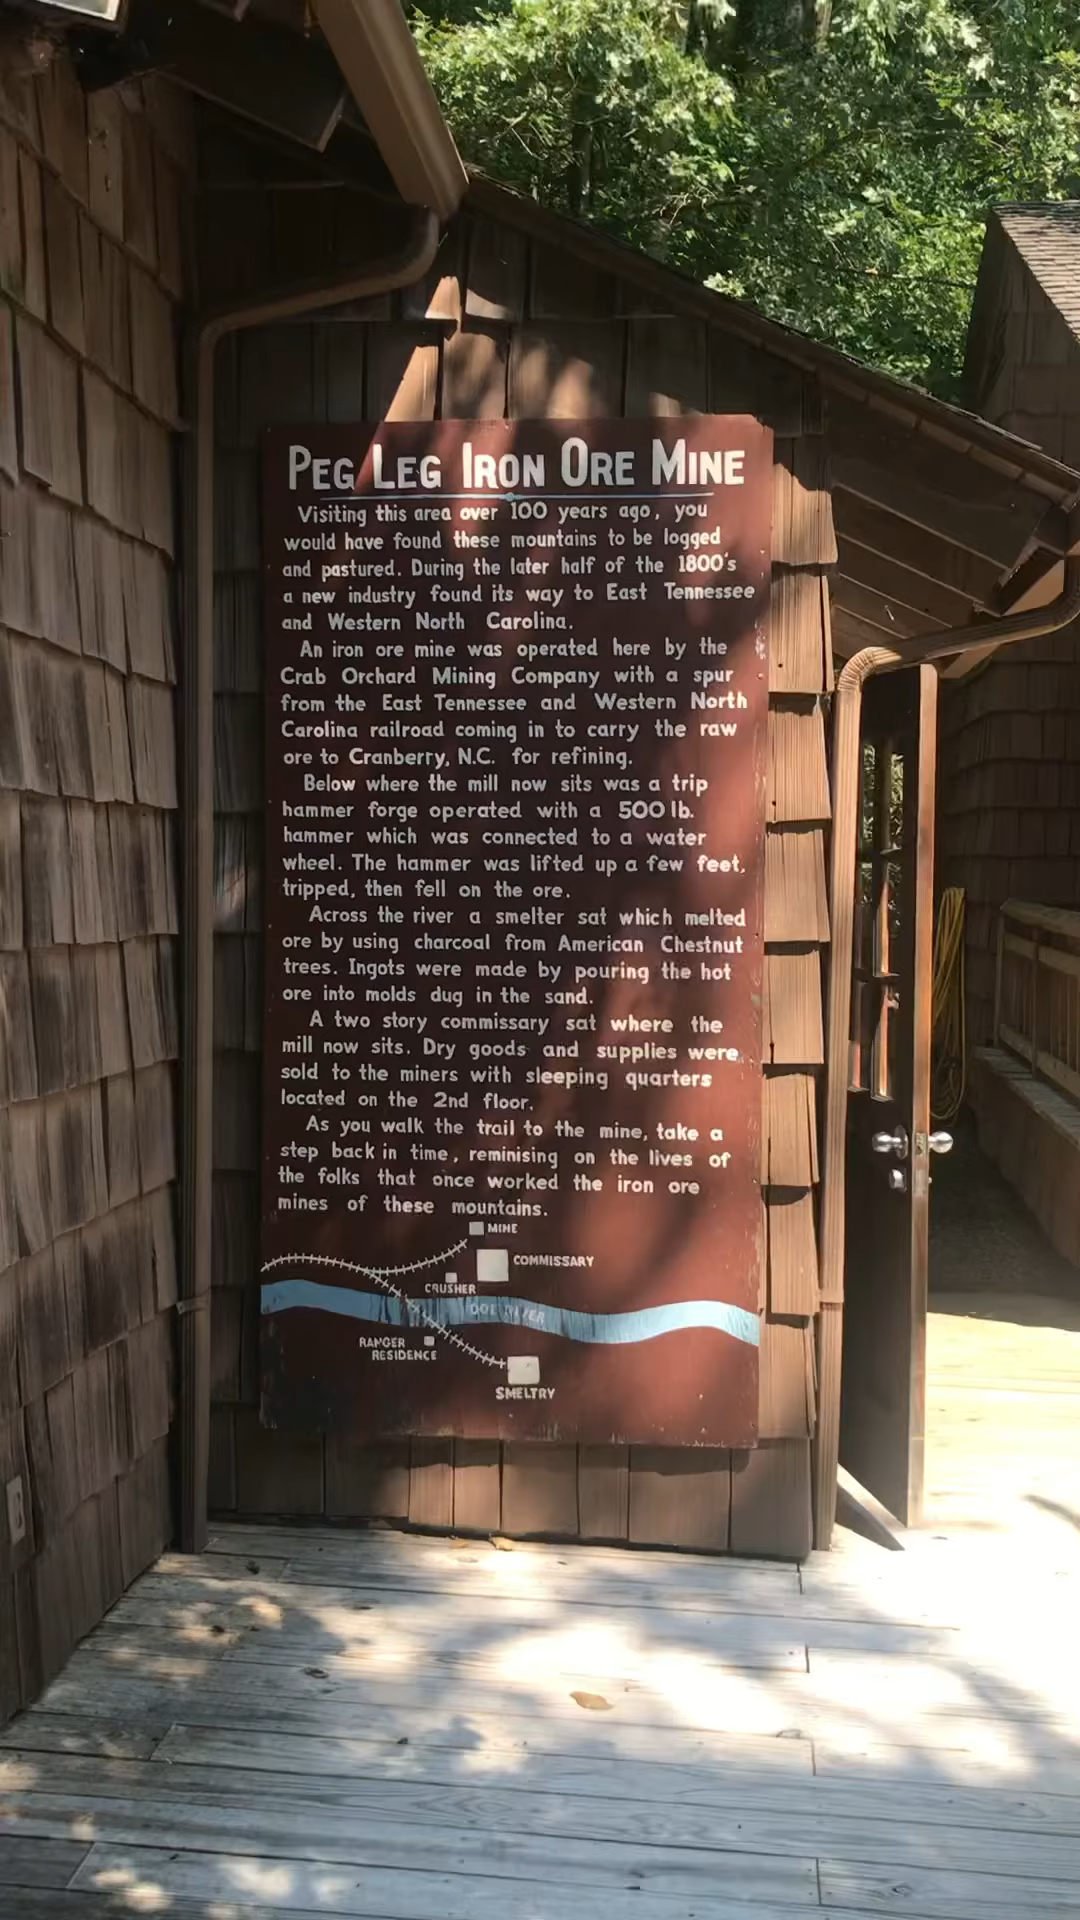 PEG LEG IRON ORE MINE
Visiting this area over 100 years ago, you
would have found these mountains to be logged
and pastured. During the later half of the 1800's
a new industry found its way to East Tennessee
and Western North Carolina.
An iron ore mine was operated here by the
Crab Orchard Mining Company with a spur
from the East Tennessee and Western North
Carolina railroad coming in to carry the raw
ore to Cranberry, N.C. for refining.
Below where the mill now sits was a trip
hammer forge operated with a 500 lb.
hammer which was connected to a water
wheel. The hammer was lifted up a few feet,
tripped, then fell on the ore.
Across the river a smelter sat which melted
ore by using charcoal from American Chestnut
trees. Ingots were made by pouring the hot
ore into molds dug in the sand.
A two story commissary sat where the
mill now sits. Dry goods and supplies were
sold to the miners with sleeping quarters
located on the 2nd floor.
As you walk the trail to the mine, take a
step back in time, reminising on the lives of
the folks that once worked the iron ore
mines of these mountains.
MINE
COMMISSARY
CRUSHER
DOE RIVER
RANGER
RESIDENCE
SMELTRY